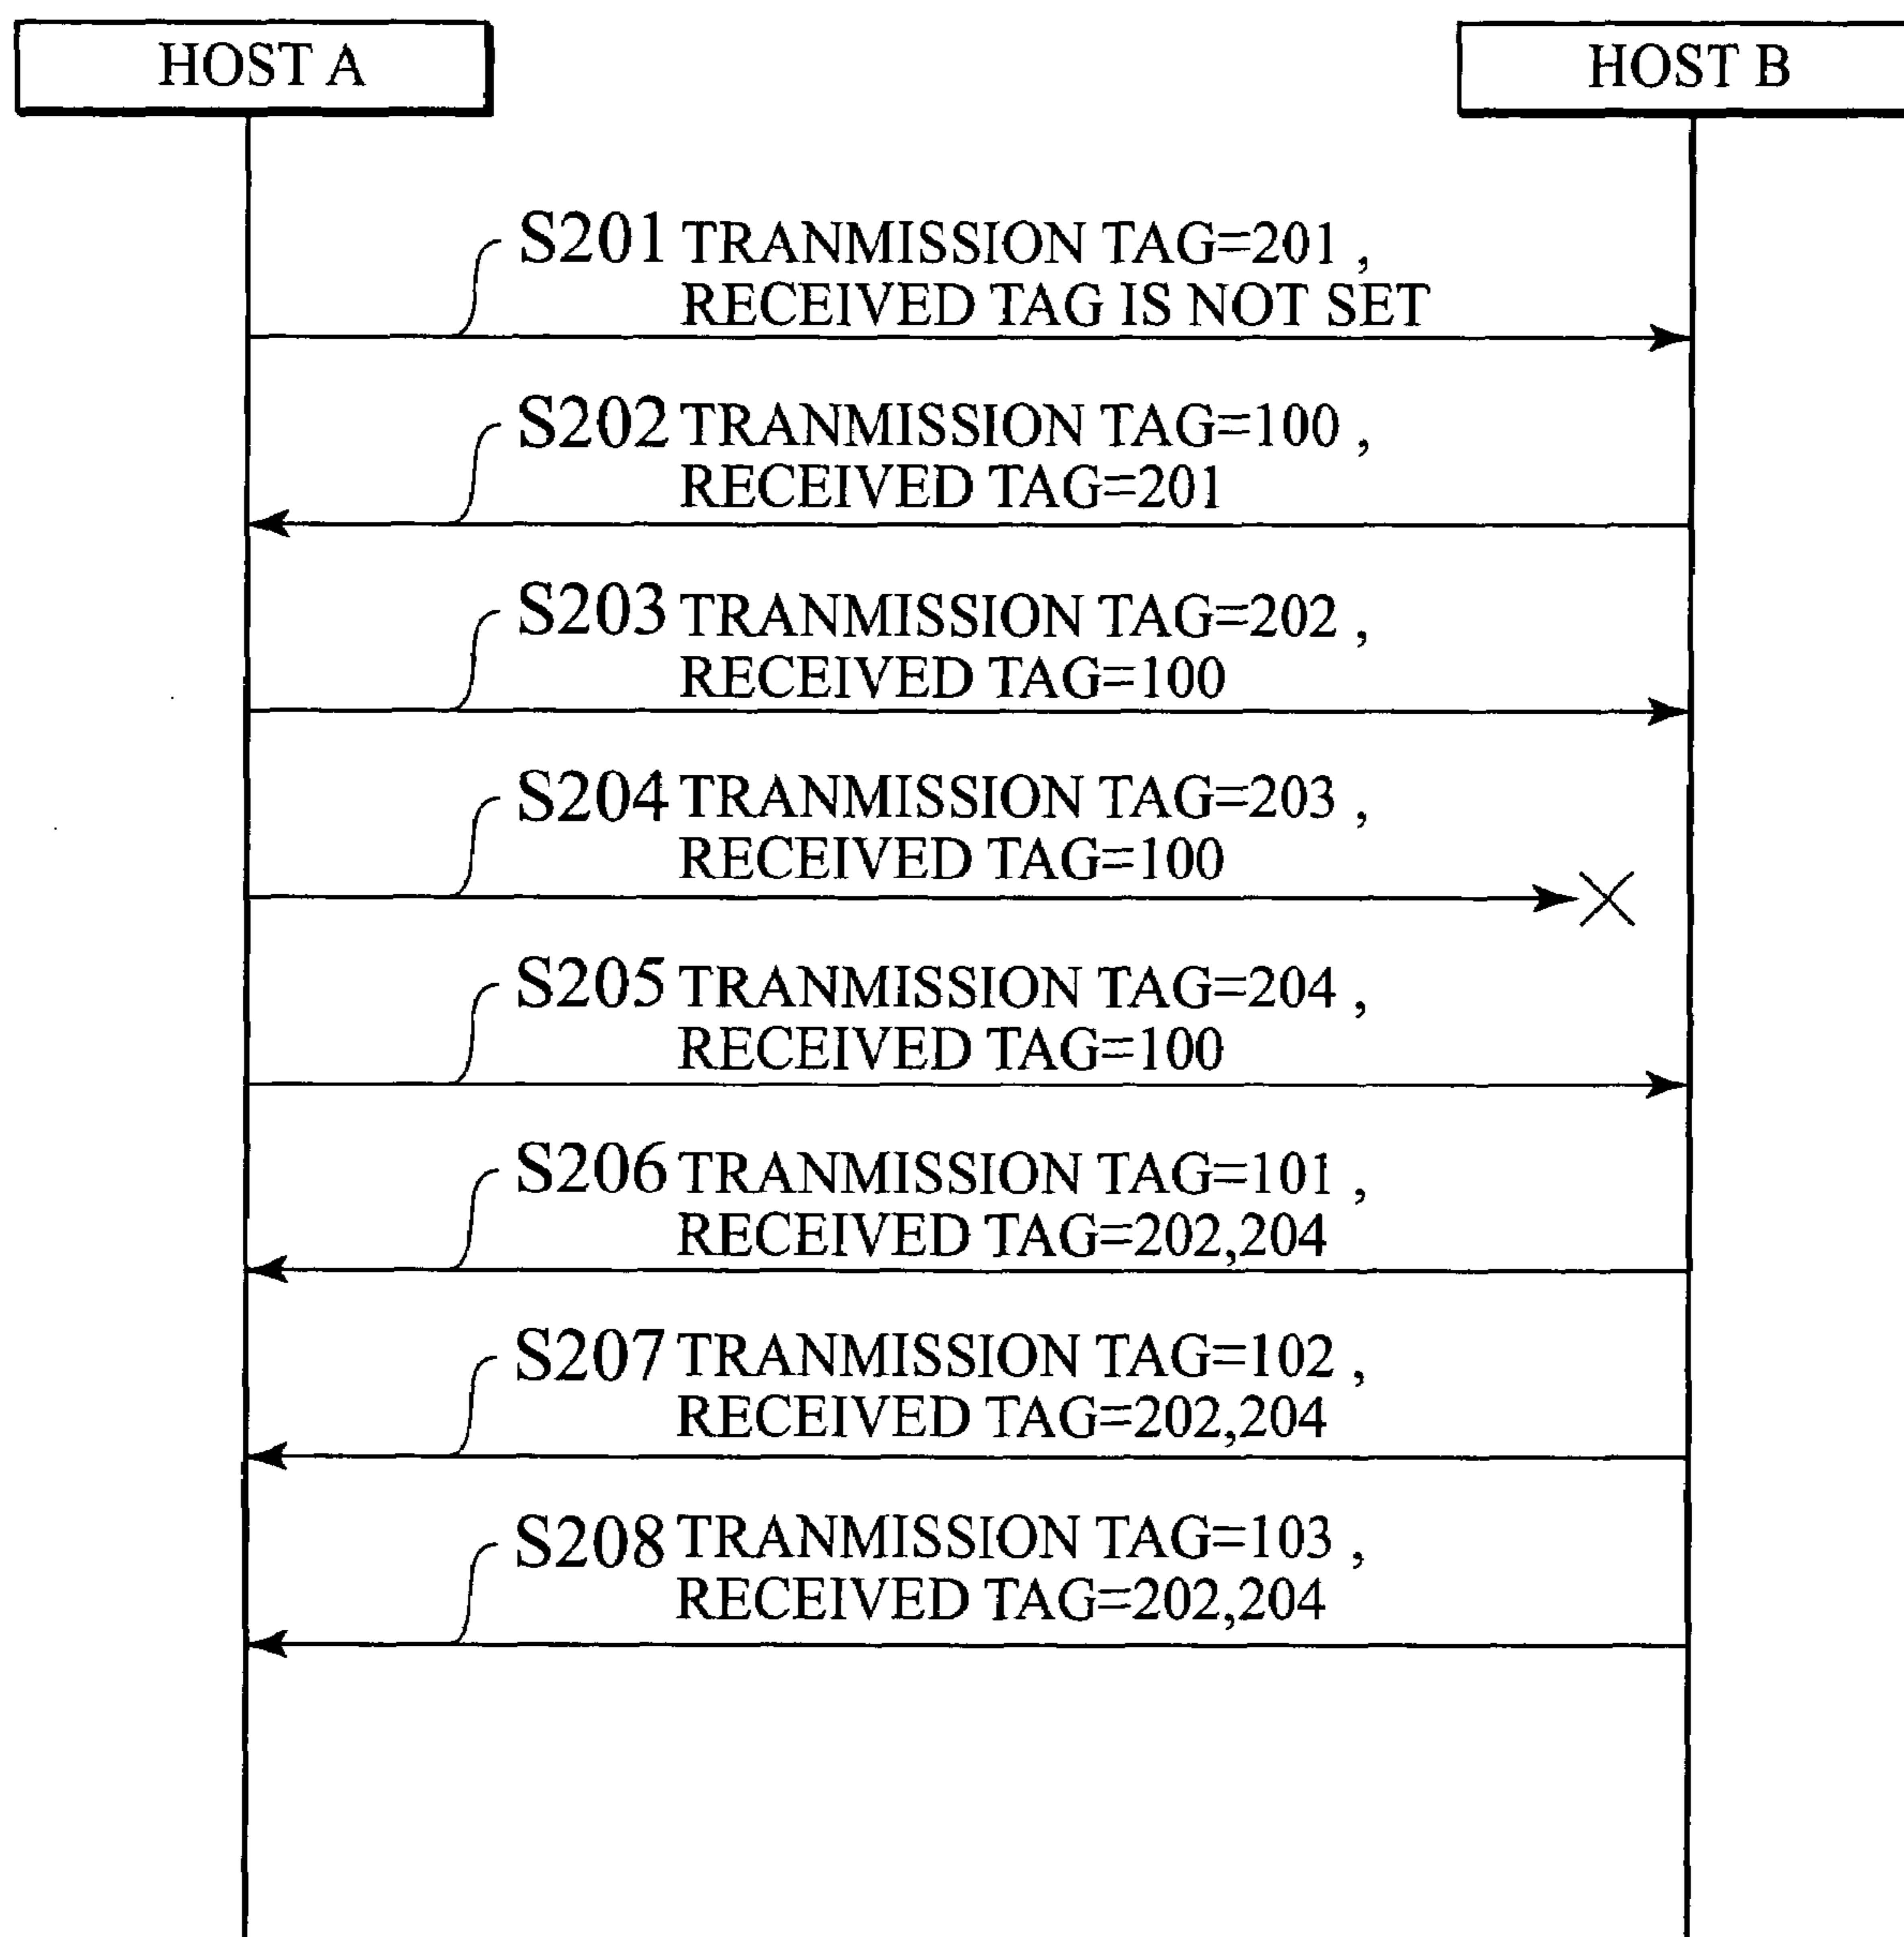 HOST A
HOST B
S201 TRANMISSION TAG=201 ,
RECEIVED TAG IS NOT SET
S202 TRANMISSION TAG=100 ,
RECEIVED TAG=201
S203 TRANMISSION TAG=202 ,
RECEIVED TAG=100
S204 TRANMISSION TAG=203 ,
RECEIVED TAG=100
S205 TRANMISSION TAG=204 ,
RECEIVED TAG=100
S206 TRANMISSION TAG=101 ,
RECEIVED TAG=202,204
S207 TRANMISSION TAG=102 ,
RECEIVED TAG=202,204
S208 TRANMISSION TAG=103 ,
RECEIVED TAG=202,204